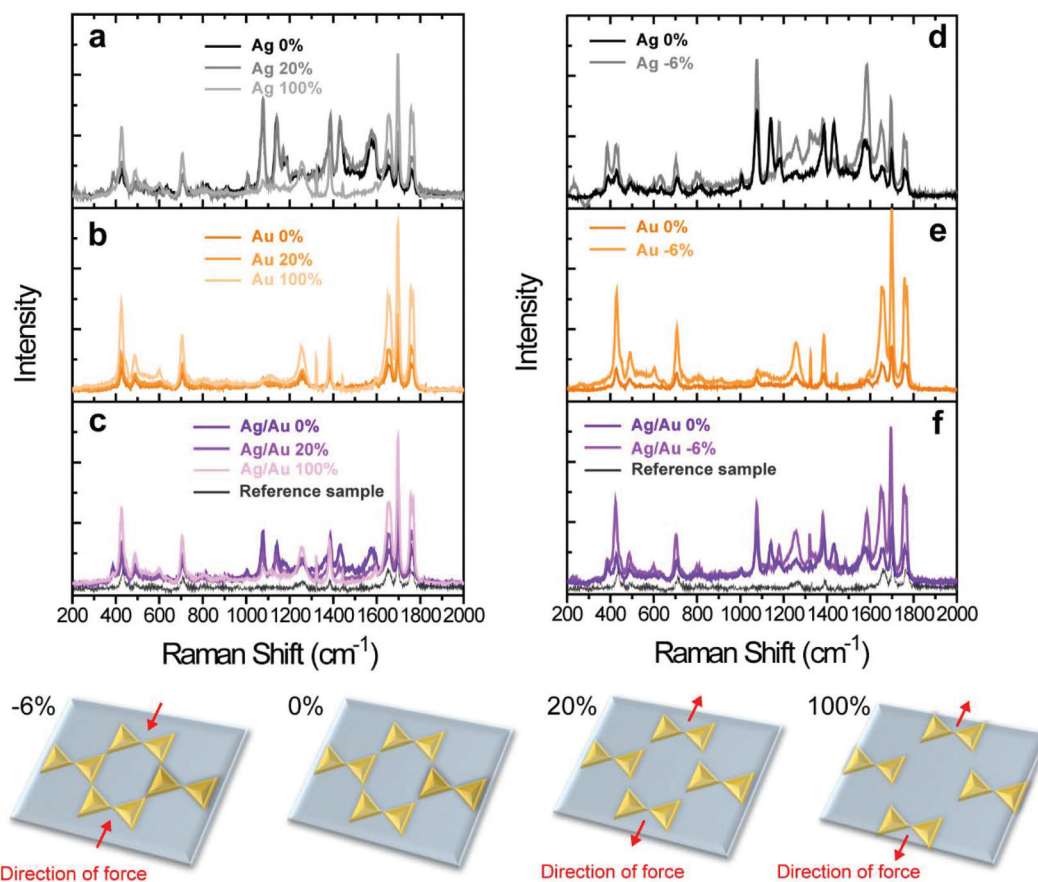 a
Ag 0%
Ag 20%
Ag 100%
b
Au 0%
Au 20%
Au 100%
c
Ag/Au 0%
Ag/Au 20%
Ag/Au 100%
Reference sample
Intensity
200 400 600 800 1000 1200 1400 1600 1800 2000
Raman Shift (cm⁻¹)
d
Ag 0%
Ag -6%
e
Au 0%
Au -6%
f
Ag/Au 0%
Ag/Au -6%
Reference sample
Intensity
200 400 600 800 1000 1200 1400 1600 1800 2000
Raman Shift (cm⁻¹)
-6%
0%
20%
100%
Direction of force
Direction of force
Direction of force